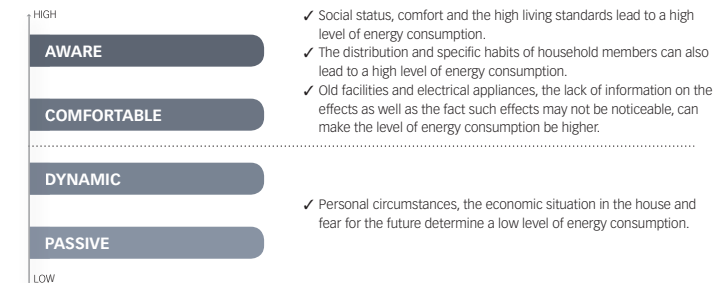 HIGH
AWARE
COMFORTABLE
DYNAMIC
PASSIVE
LOW
✓ Social status, comfort and the high living standards lead to a high
level of energy consumption.
✓ The distribution and specific habits of household members can also
lead to a high level of energy consumption.
✓ Old facilities and electrical appliances, the lack of information on the
effects as well as the fact such effects may not be noticeable, can
make the level of energy consumption be higher.
✓ Personal circumstances, the economic situation in the house and
fear for the future determine a low level of energy consumption.